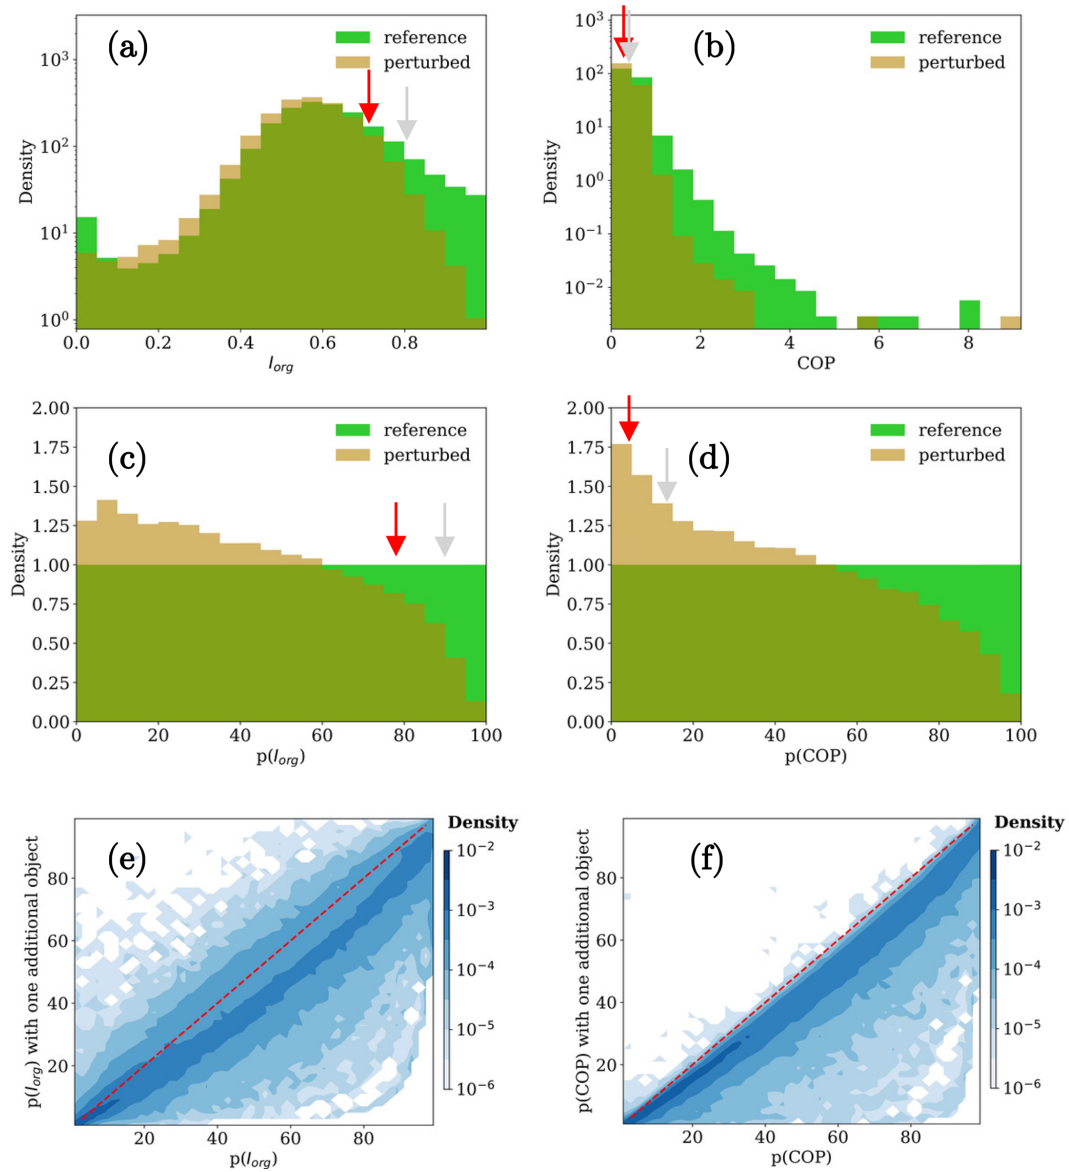 (a)
reference
perturbed
10³
10²
10¹
10⁰
Density
0.0 0.2 0.4 0.6 0.8
I_org
(b)
reference
perturbed
10³
10²
10¹
10⁰
10⁻¹
10⁻²
Density
0 2 4 6 8
COP
(c)
reference
perturbed
2.00
1.75
1.50
1.25
1.00
0.75
0.50
0.25
0.00
Density
0 20 40 60 80 100
p(I_org)
(d)
reference
perturbed
2.00
1.75
1.50
1.25
1.00
0.75
0.50
0.25
0.00
Density
0 20 40 60 80 100
p(COP)
(e)
p(I_org) with one additional object
80
60
40
20
20 40 60 80
p(I_org)
Density
10⁻²
10⁻³
10⁻⁴
10⁻⁵
10⁻⁶
(f)
p(COP) with one additional object
80
60
40
20
20 40 60 80
p(COP)
Density
10⁻²
10⁻³
10⁻⁴
10⁻⁵
10⁻⁶